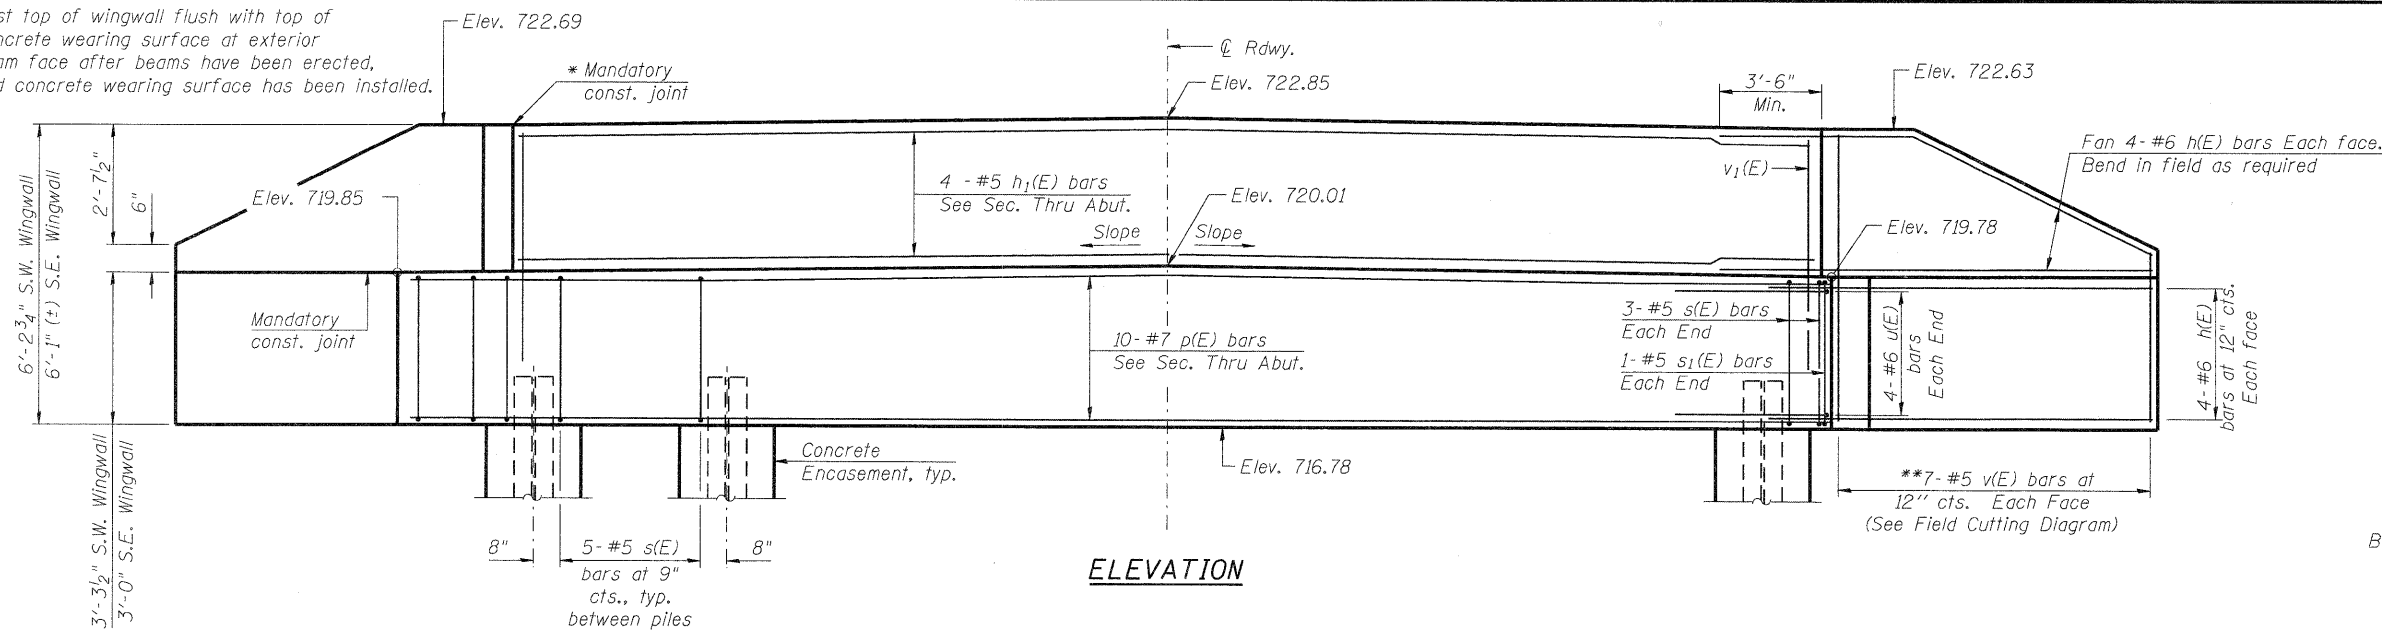 top of wingwall flush with top of
wearing surface at exterior
face after beams have been erected,
concrete wearing surface has been installed.
Elev. 722.69
* Mandatory
const. joint
℄ Rdwy.
Elev. 722.85
3'-6"
Min.
Elev. 722.63
Fan 4-#6 h(E) bars Each face.
Bend in field as required
2'-7½"
6"
6'-2¾" S.W. Wingwall
6'-1" (±) S.E. Wingwall
Elev. 719.85
4 -#5 h₁(E) bars
See Sec. Thru Abut.
Elev. 720.01
Slope
Slope
v₁(E)
Elev. 719.78
Mandatory
const. joint
10-#7 p(E) bars
See Sec. Thru Abut.
3-#5 s(E) bars
Each End
1-#5 s₁(E) bars
Each End
4-#6 u(E)
bars
Each End
4-#6 h(E)
bars at 12" cts.
Each face
Concrete
Encasement, typ.
Elev. 716.78
**7-#5 v(E) bars at
12" cts. Each Face
(See Field Cutting Diagram)
3'-3½" S.W. Wingwall
3'-0" S.E. Wingwall
8"
5-#5 s(E)
bars at 9"
cts., typ.
between piles
8"
ELEVATION
B